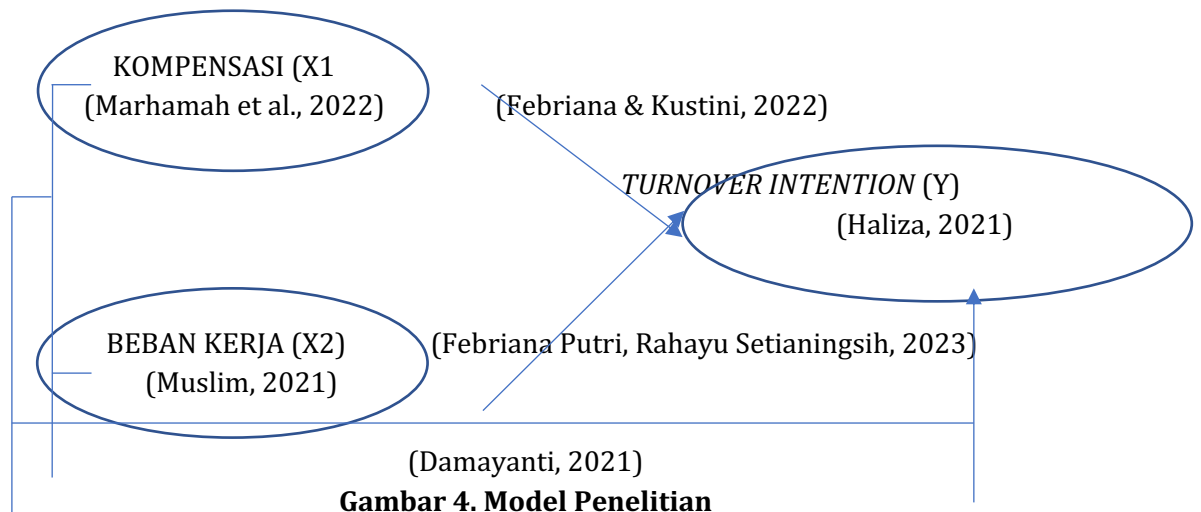 KOMPENSASI (X1
(Marhamah et al., 2022)
(Febriana & Kustini, 2022)
TURNOVER INTENTION (Y)
(Haliza, 2021)
BEBAN KERJA (X2)
(Febriana Putri, Rahayu Setianingsih, 2023)
(Muslim, 2021)
(Damayanti, 2021)
Gambar 4. Model Penelitian